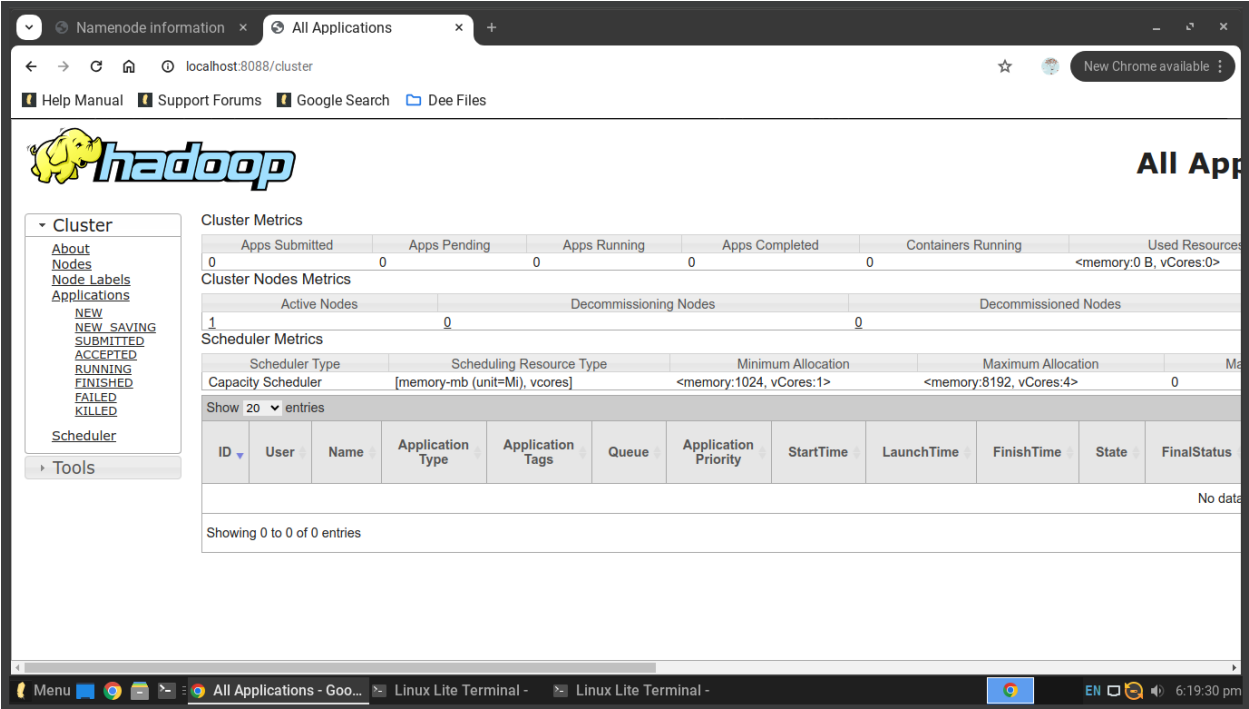 Namenode information × All Applications × +
localhost:8088/cluster New Chrome available
Help Manual Support Forums Google Search Dee Files
hadoop
All App
Cluster
About
Nodes
Node Labels
Applications
NEW
NEW_SAVING
SUBMITTED
ACCEPTED
RUNNING
FINISHED
FAILED
KILLED
Scheduler
Tools
Cluster Metrics
Apps Submitted Apps Pending Apps Running Apps Completed Containers Running Used Resources
0 0 0 0 0 <memory:0 B, vCores:0>
Cluster Nodes Metrics
Active Nodes Decommissioning Nodes Decommissioned Nodes
1 0 0
Scheduler Metrics
Scheduler Type Scheduling Resource Type Minimum Allocation Maximum Allocation Ma
Capacity Scheduler [memory-mb (unit=Mi), vcores] <memory:1024, vCores:1> <memory:8192, vCores:4> 0
Show 20 entries
ID User Name Application Type Application Tags Queue Application Priority StartTime LaunchTime FinishTime State FinalStatus
No data
Showing 0 to 0 of 0 entries
Menu All Applications - Goo... Linux Lite Terminal - Linux Lite Terminal - EN 6:19:30 pm